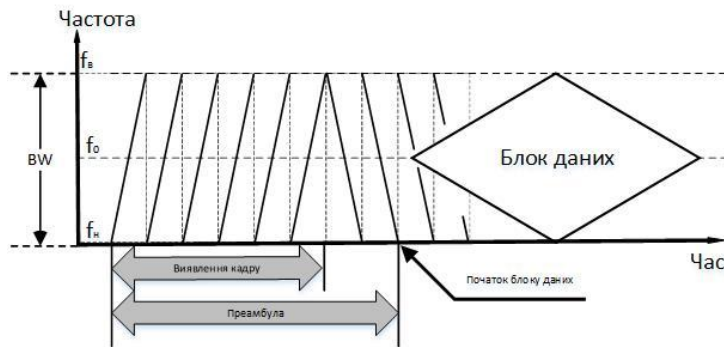 Частота
fв
f0
BW
Блок даних
fн
Час
Виявлення кадру
Початок блоку даних
Преамбула